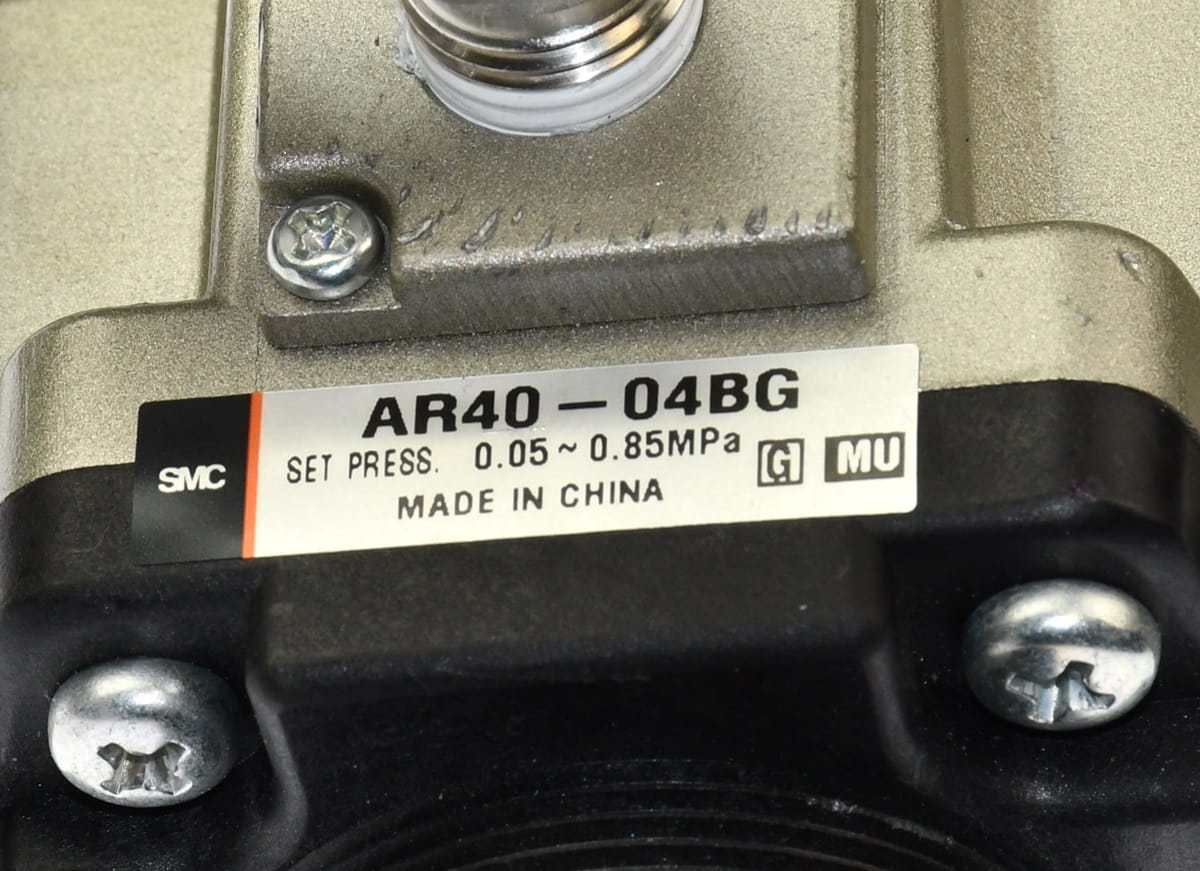 AR40-04BG
SMC
SET PRESS. 0.05~0.85MPa G MU
MADE IN CHINA